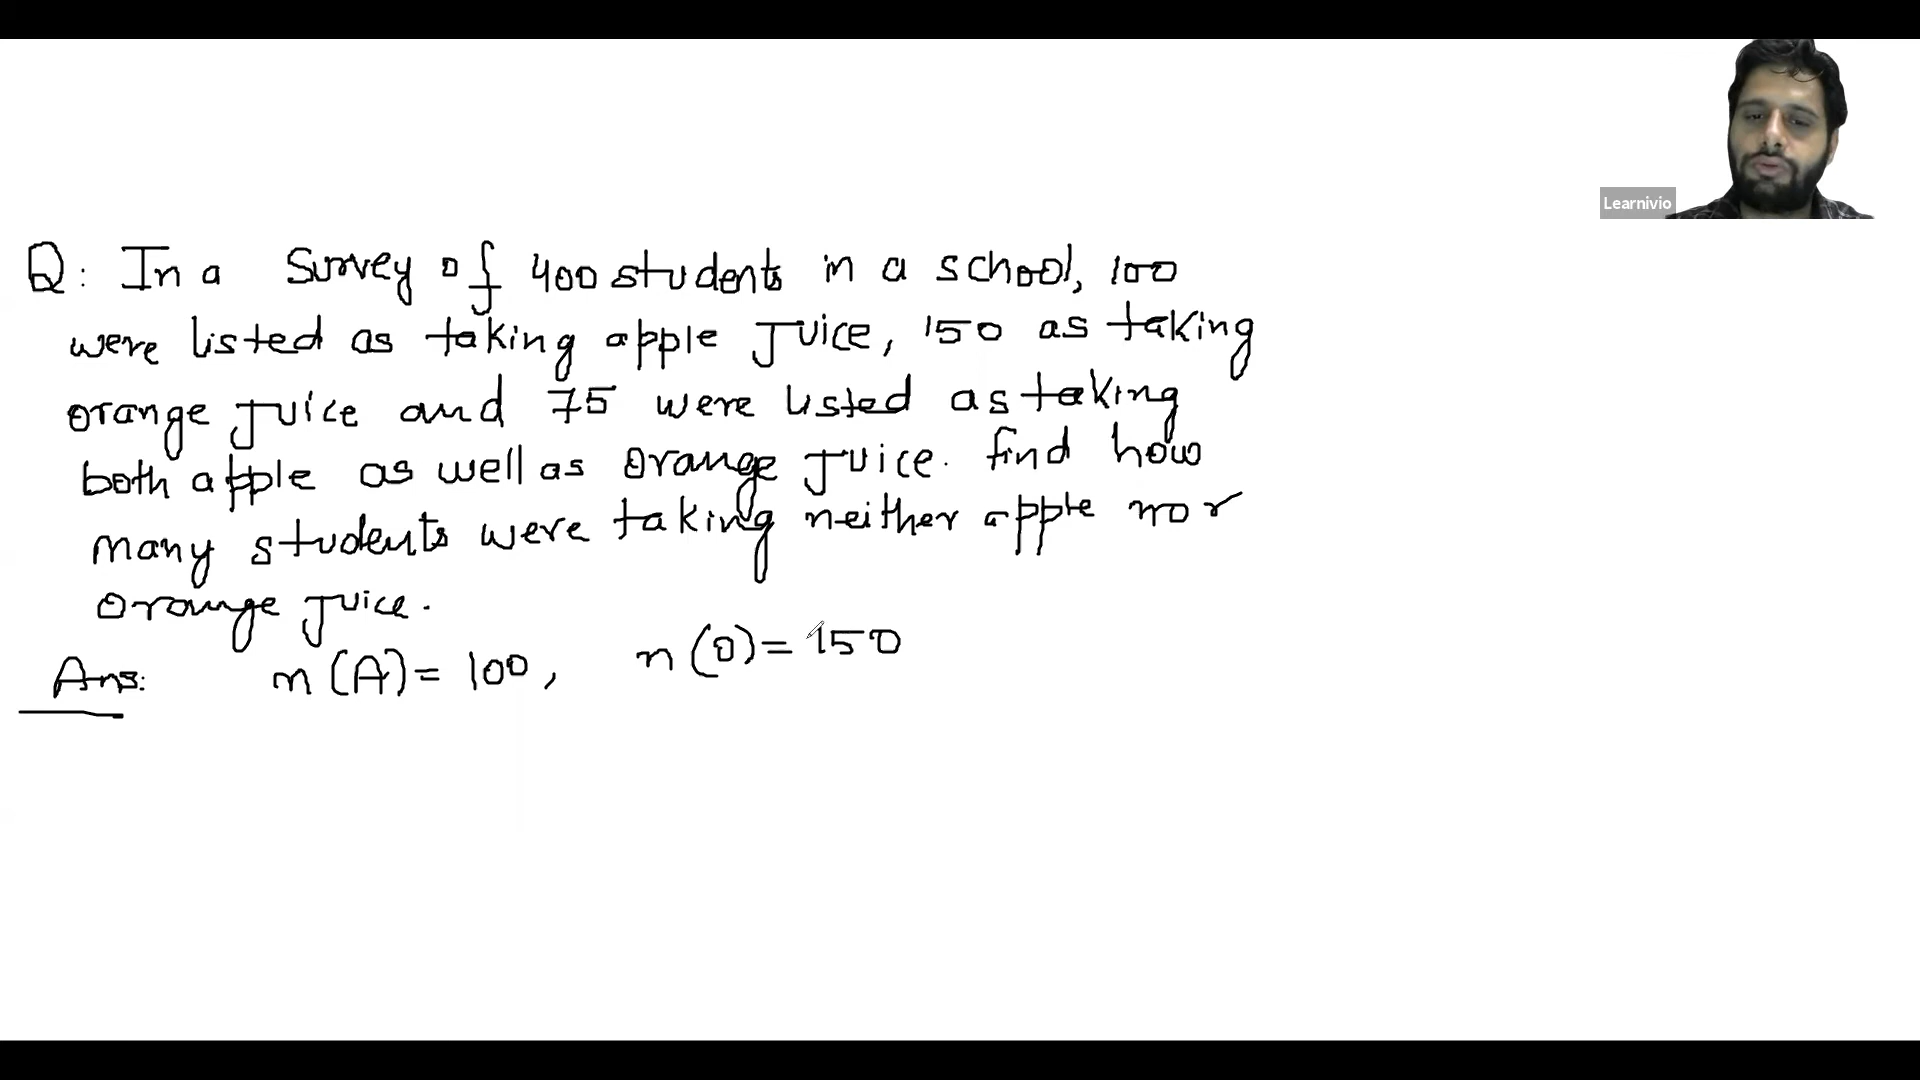 Learnivio
Q: In a Survey of 400 students in a school, 100
were listed as taking apple Juice, 150 as taking
orange Juice and 75 were listed as taking
both apple as well as orange Juice. find how
many students were taking neither apple nor
orange Juice.
Ans: n(A) = 100, n(O) = 150